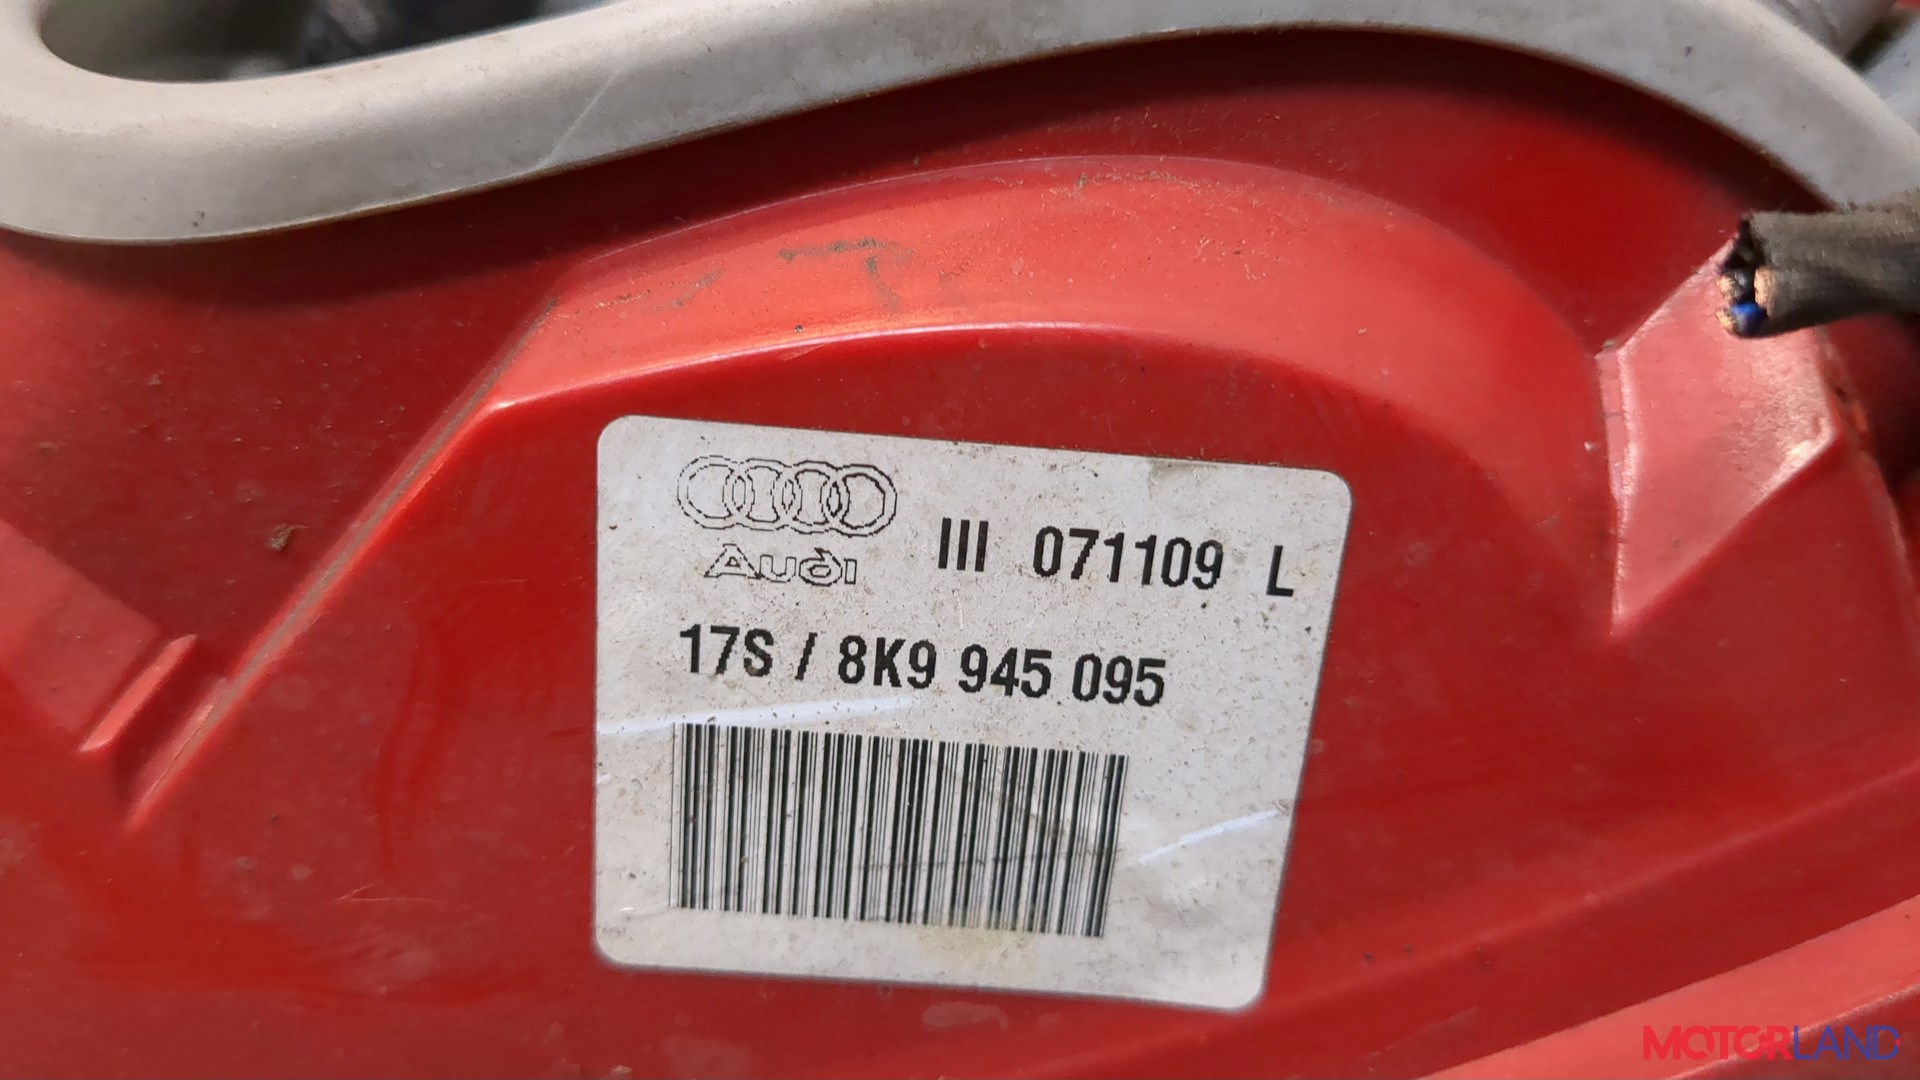 Audi
III 071109 L
17S / 8K9 945 095
MOTORLAND